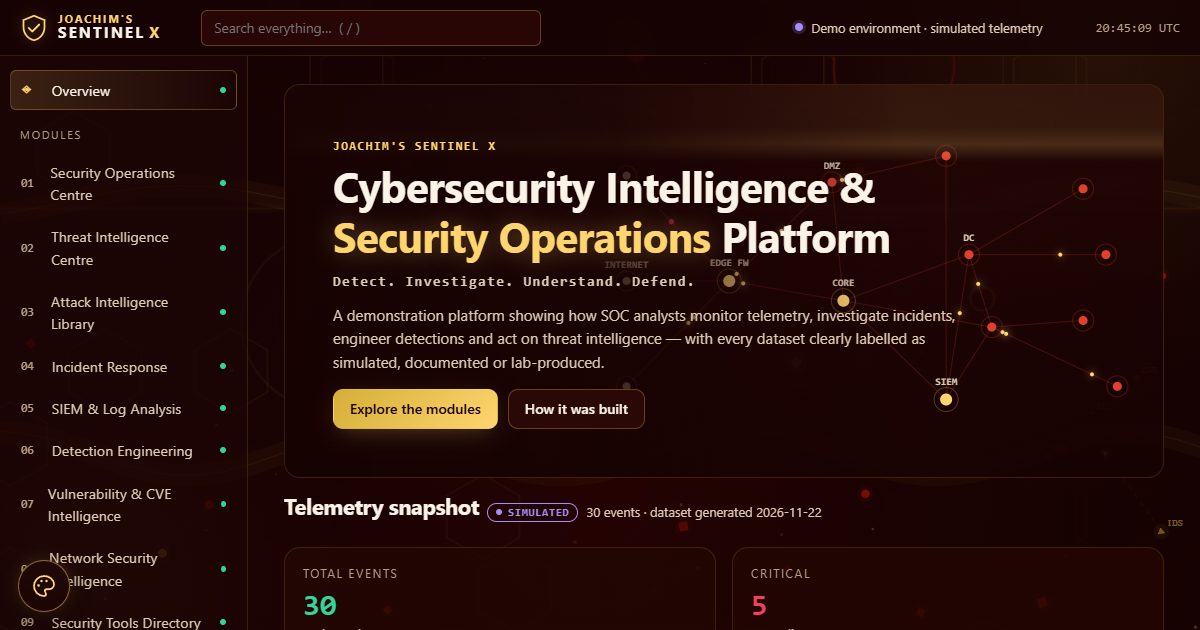 JOACHIM'S
SENTINEL X
Search everything... ( / )
Demo environment · simulated telemetry
20:45:09 UTC
Overview
MODULES
01 Security Operations
Centre
02 Threat Intelligence
Centre
03 Attack Intelligence
Library
04 Incident Response
05 SIEM & Log Analysis
06 Detection Engineering
07 Vulnerability & CVE
Intelligence
Network Security
09 Security Tools Directory
JOACHIM'S SENTINEL X
Cybersecurity Intelligence &
Security Operations Platform
Detect. Investigate. Understand. Defend.
A demonstration platform showing how SOC analysts monitor telemetry, investigate incidents,
engineer detections and act on threat intelligence — with every dataset clearly labelled as
simulated, documented or lab-produced.
Explore the modules
How it was built
DMZ
DC
INTERNET
EDGE FW
CORE
SIEM
IDS
Telemetry snapshot
SIMULATED
30 events · dataset generated 2026-11-22
TOTAL EVENTS
30
CRITICAL
5